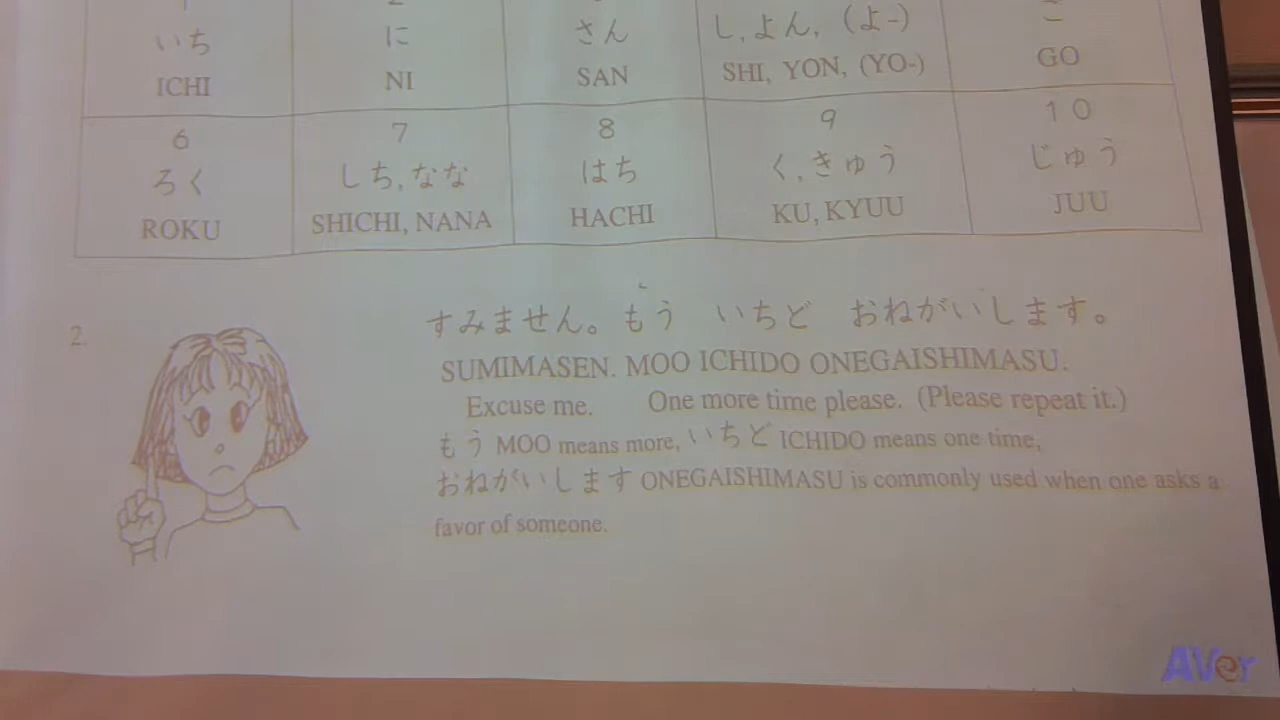 いち に さん し,よん,(よ-) ご
ICHI NI SAN SHI, YON, (YO-) GO
6 7 8 9 10
ろく しち,なな はち く,きゅう じゅう
ROKU SHICHI, NANA HACHI KU, KYUU JUU
2. すみません。もう いちど おねがいします。
SUMIMASEN. MOO ICHIDO ONEGAISHIMASU.
Excuse me. One more time please. (Please repeat it.)
もう MOO means more, いちど ICHIDO means one time,
おねがいします ONEGAISHIMASU is commonly used when one asks a
favor of someone.
AVer